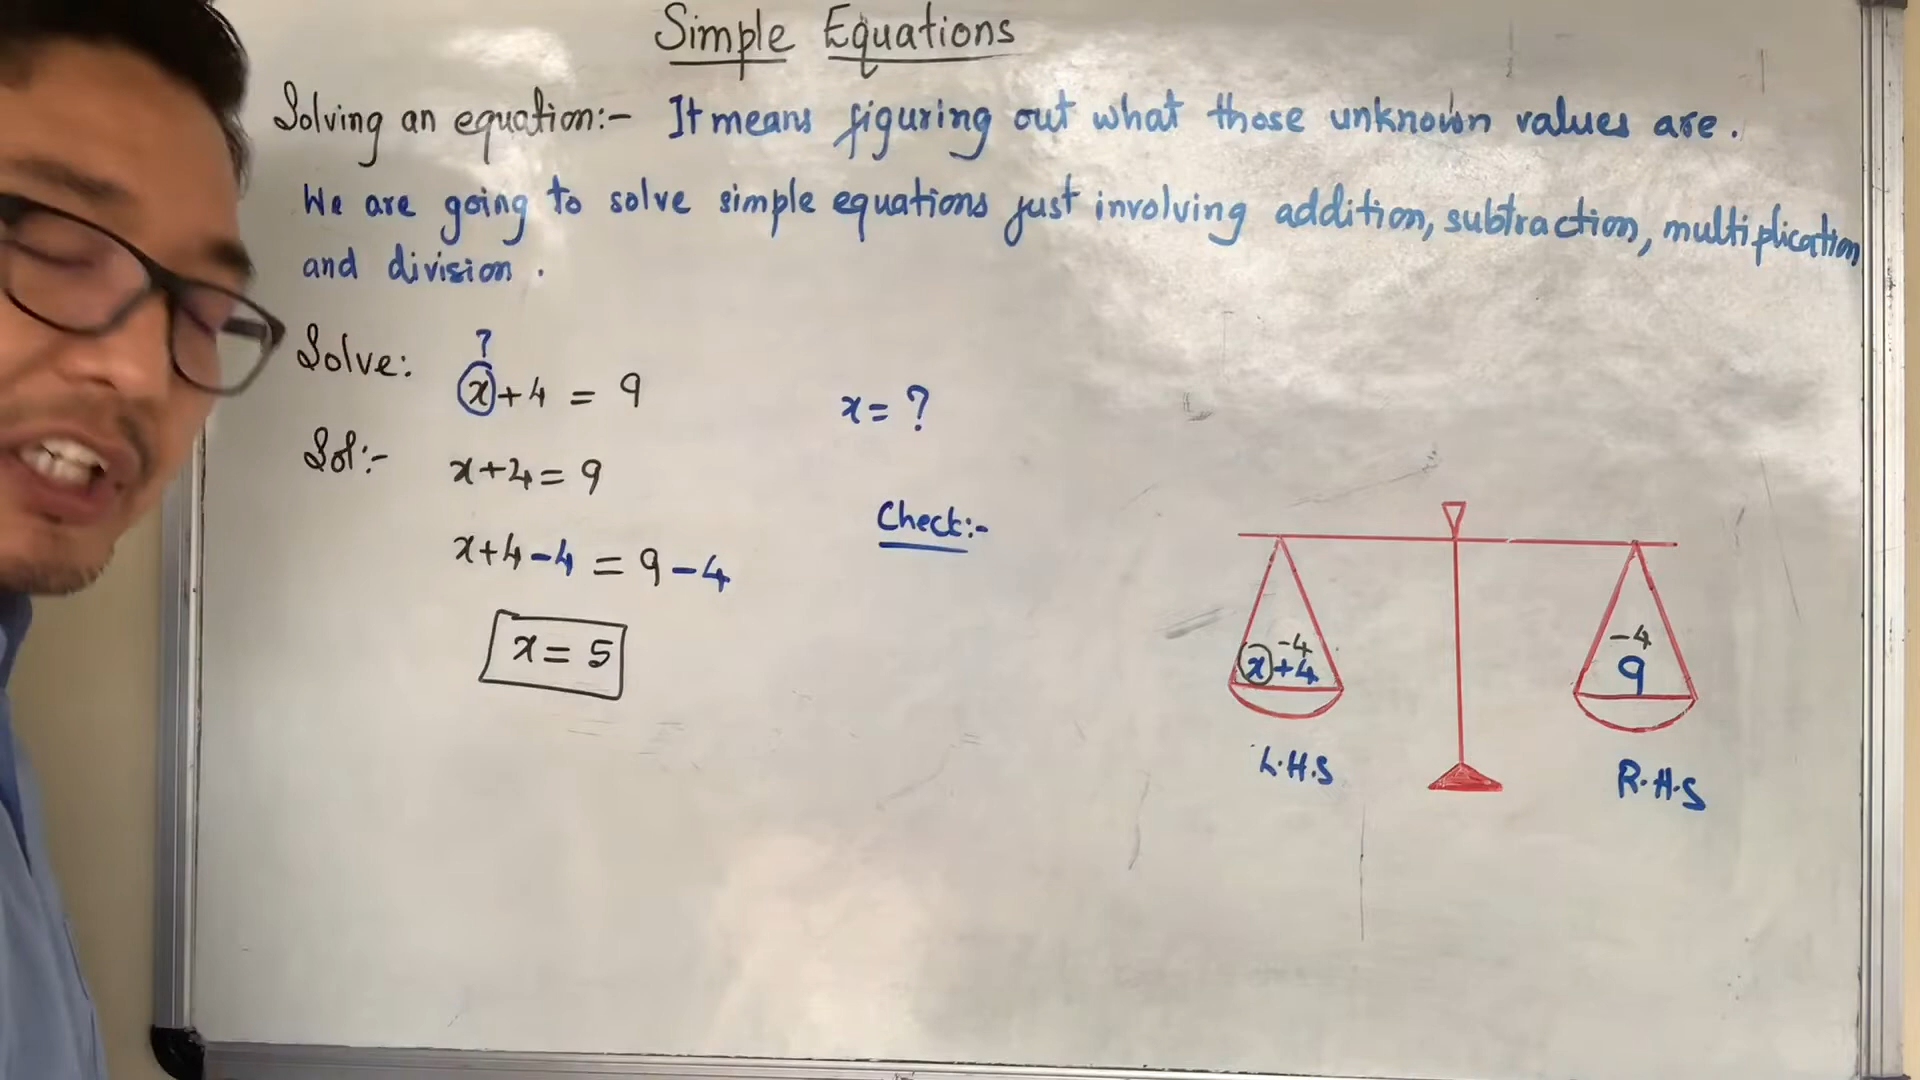 Simple Equations
Solving an equation:- It means figuring out what those unknown values are.
We are going to solve simple equations just involving addition, subtraction, multiplication
and division.
?
Solve: x+4 = 9
x = ?
Sol:- x+4 = 9
Check:-
x+4-4 = 9-4
x = 5
-4
x+4
-4
9
L.H.S
R.H.S